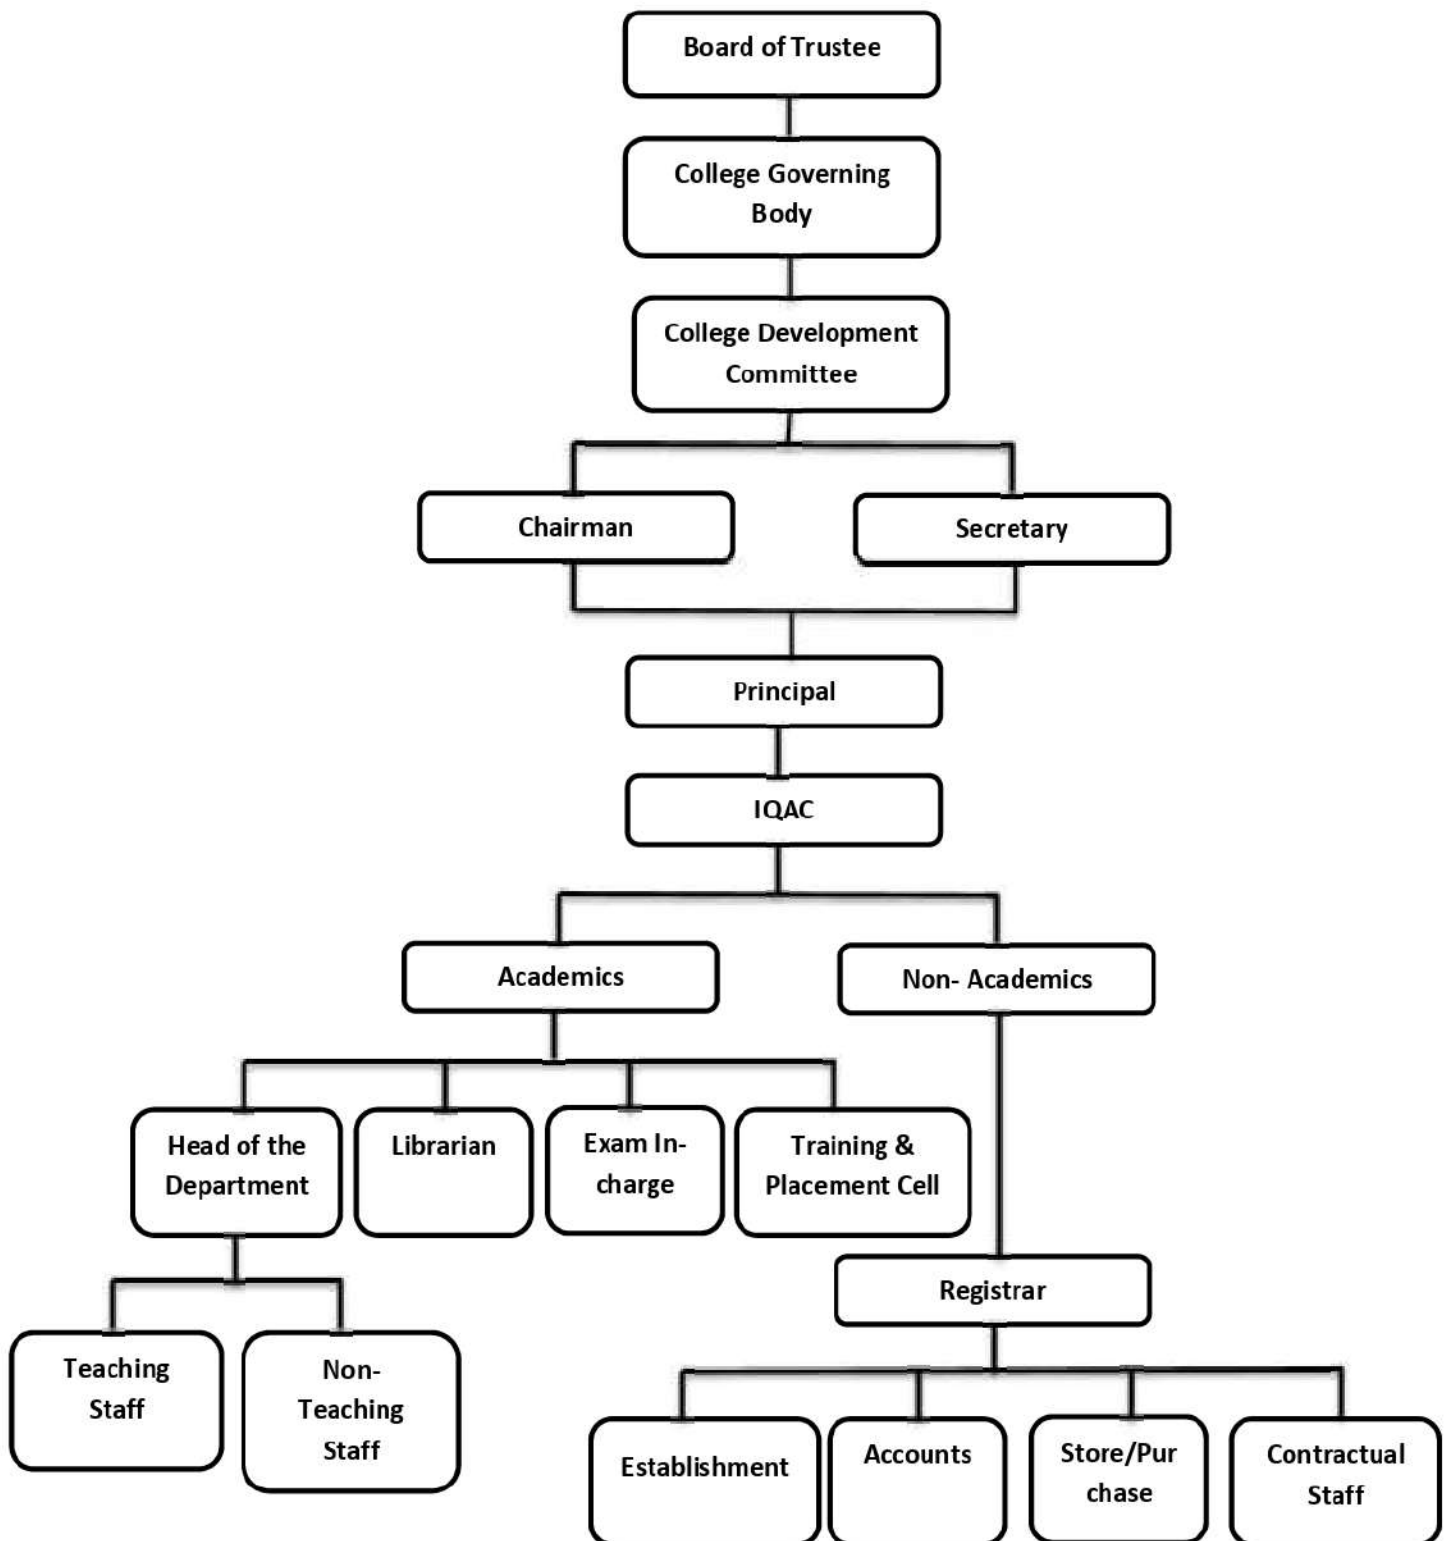 Board of Trustee
College Governing
Body
College Development
Committee
Chairman
Secretary
Principal
IQAC
Academics
Non- Academics
Head of the
Department
Librarian
Exam In-
charge
Training &
Placement Cell
Registrar
Teaching
Staff
Non-
Teaching
Staff
Establishment
Accounts
Store/Pur
chase
Contractual
Staff